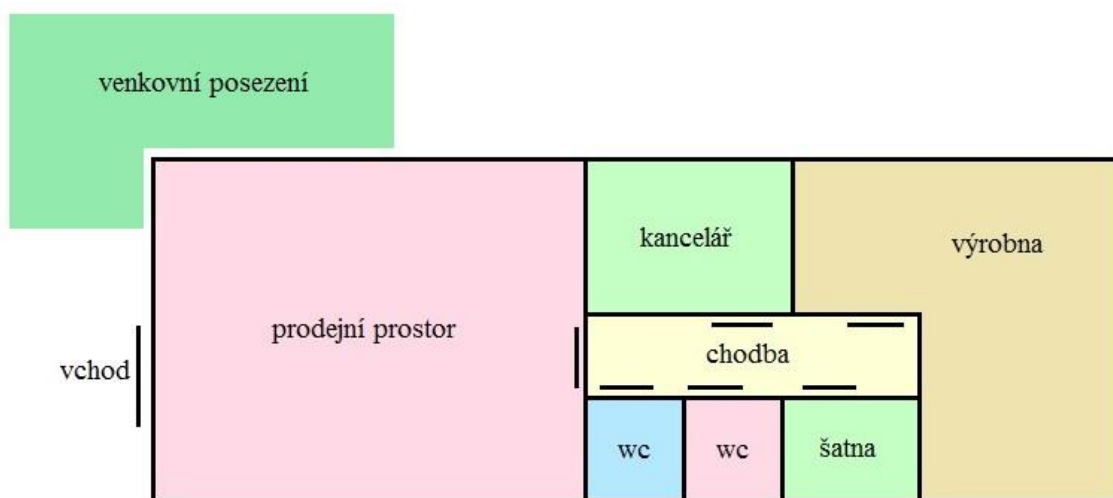 venkovní posezení
kancelář
výrobna
prodejní prostor
chodba
vchod
wc
wc
šatna